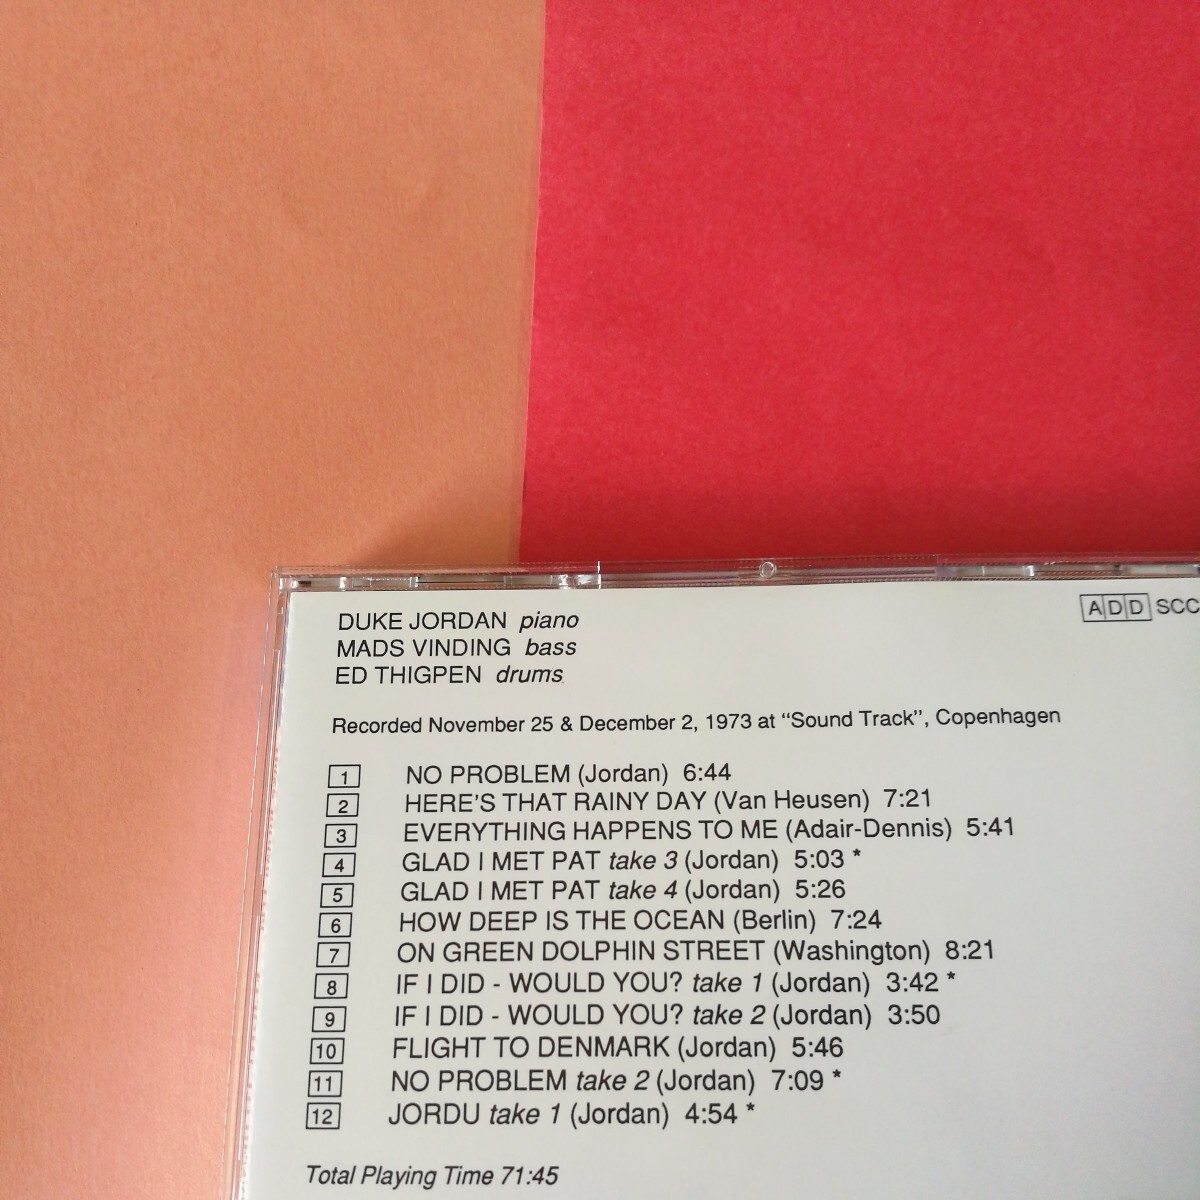 DUKE JORDAN piano
MADS VINDING bass
ED THIGPEN drums
ADD SCC
Recorded November 25 & December 2, 1973 at “Sound Track”, Copenhagen
1 NO PROBLEM (Jordan) 6:44
2 HERE'S THAT RAINY DAY (Van Heusen) 7:21
3 EVERYTHING HAPPENS TO ME (Adair-Dennis) 5:41
4 GLAD I MET PAT take 3 (Jordan) 5:03 *
5 GLAD I MET PAT take 4 (Jordan) 5:26
6 HOW DEEP IS THE OCEAN (Berlin) 7:24
7 ON GREEN DOLPHIN STREET (Washington) 8:21
8 IF I DID - WOULD YOU? take 1 (Jordan) 3:42 *
9 IF I DID - WOULD YOU? take 2 (Jordan) 3:50
10 FLIGHT TO DENMARK (Jordan) 5:46
11 NO PROBLEM take 2 (Jordan) 7:09 *
12 JORDU take 1 (Jordan) 4:54 *
Total Playing Time 71:45